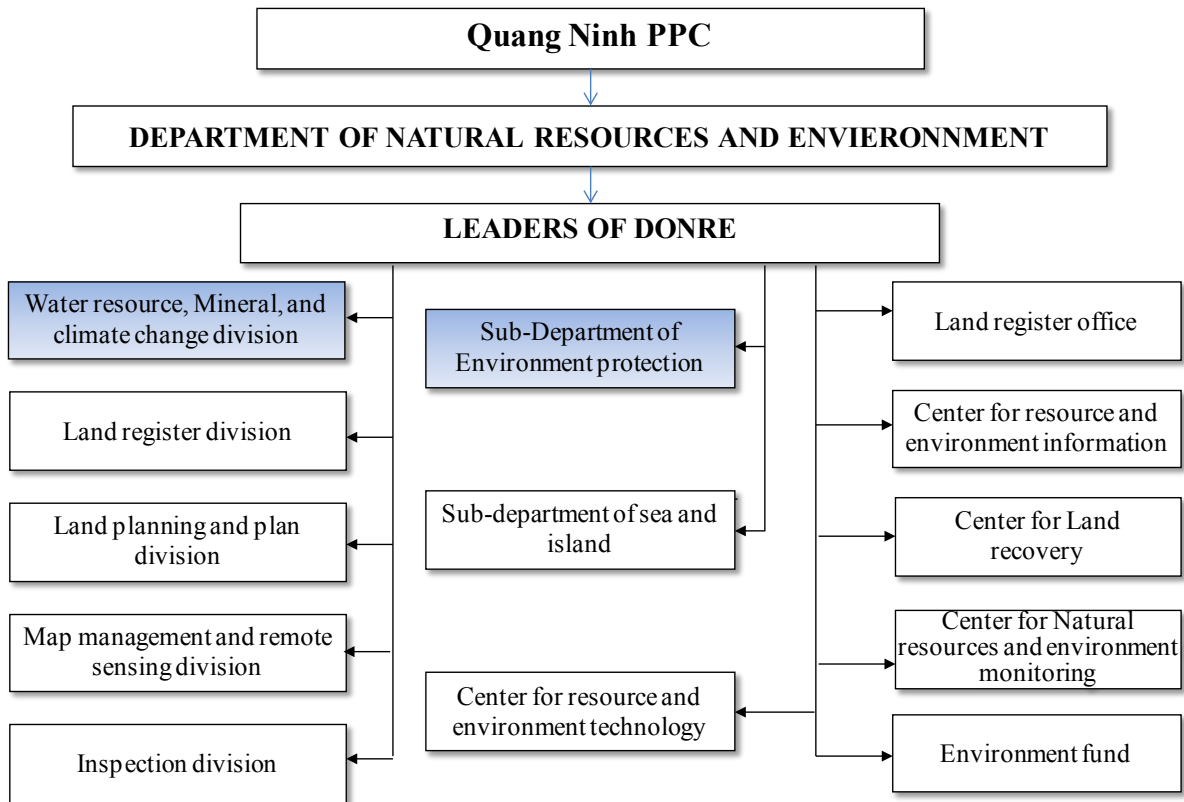 Quang Ninh PPC
DEPARTMENT OF NATURAL RESOURCES AND ENVIERONNMENT
LEADERS OF DONRE
Water resource, Mineral, and
climate change division
Land register division
Land planning and plan
division
Map management and remote
sensing division
Inspection division
Sub-Department of
Environment protection
Sub-department of sea and
island
Center for resource and
environment technology
Land register office
Center for resource and
environment information
Center for Land
recovery
Center for Natural
resources and environment
monitoring
Environment fund